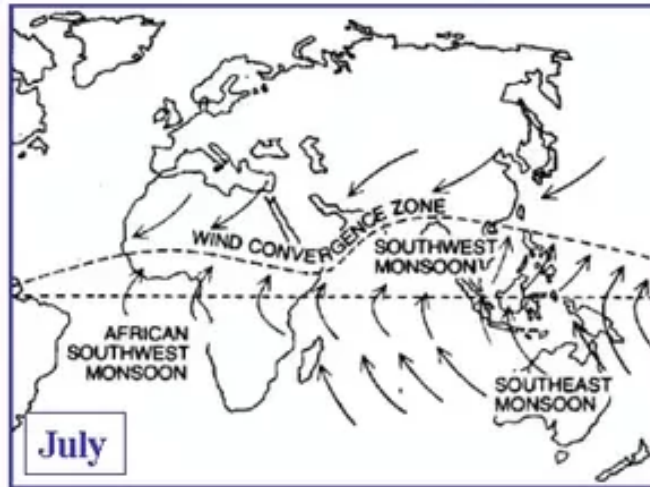 WIND CONVERGENCE ZONE
SOUTHWEST
MONSOON
AFRICAN
SOUTHWEST
MONSOON
SOUTHEAST
MONSOON
July